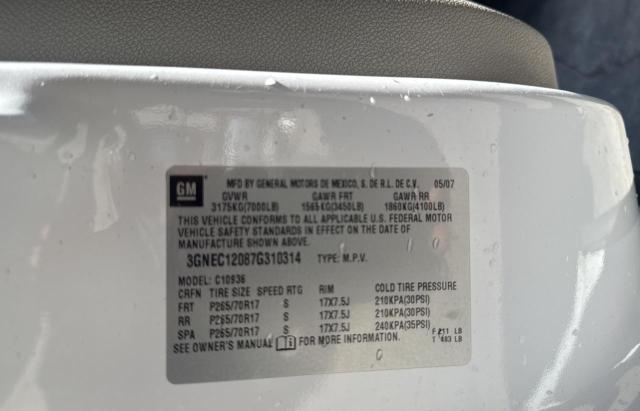 GM
MFD BY GENERAL MOTORS DE MEXICO, S. DE R.L. DE C.V. 05/07
GVWR GAWR FRT GAWR RR
3175KG(7000LB) 1565KG(3450LB) 1860KG(4100LB)
THIS VEHICLE CONFORMS TO ALL APPLICABLE U.S. FEDERAL MOTOR
VEHICLE SAFETY STANDARDS IN EFFECT ON THE DATE OF
MANUFACTURE SHOWN ABOVE.
3GNEC12087G310314 TYPE: M.P.V.
MODEL: C10936
CRFN TIRE SIZE SPEED RTG RIM COLD TIRE PRESSURE
FRT P265/70R17 S 17X7.5J 210KPA(30PSI)
RR P265/70R17 S 17X7.5J 210KPA(30PSI)
SPA P265/70R17 S 17X7.5J 240KPA(35PSI)
SEE OWNER'S MANUAL i FOR MORE INFORMATION.
F 211 LB
T 483 LB